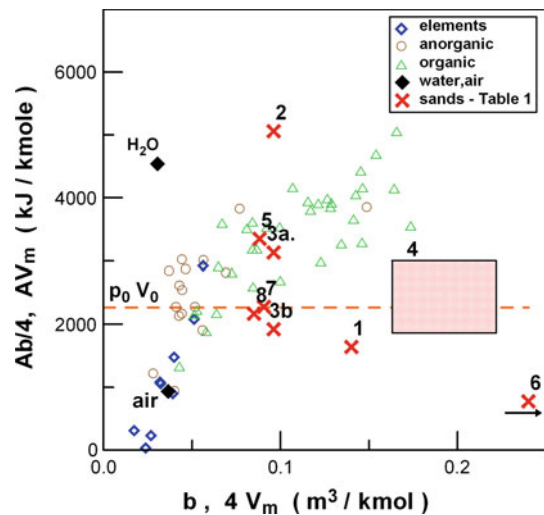 elements
anorganic
organic
water,air
sands - Table 1
6000
4000
2000
0
Ab/4, AVm ( kJ / kmole )
H2O
2
5
3a.
4
p0 V0
7
8
3b
1
6
air
0.0
0.1
0.2
b , 4 Vm ( m³ / kmol )